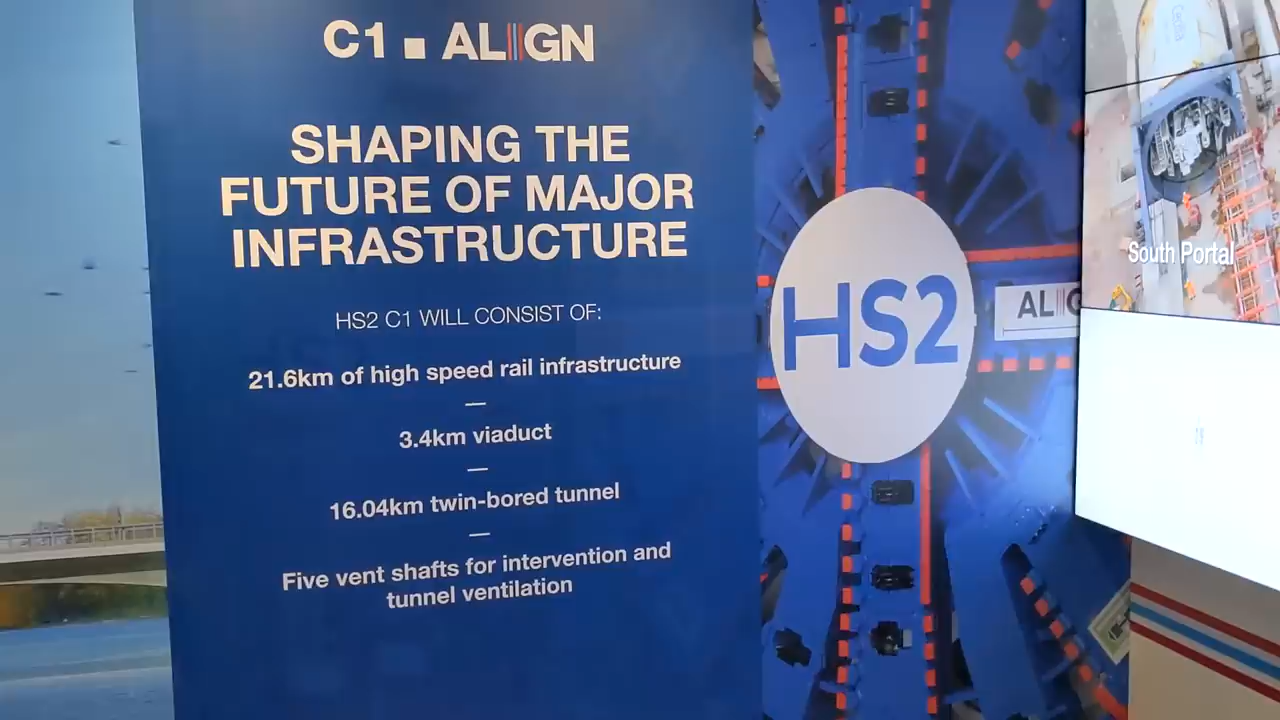 C1 ■ ALIGN
SHAPING THE
FUTURE OF MAJOR
INFRASTRUCTURE
HS2 C1 WILL CONSIST OF:
21.6km of high speed rail infrastructure
—
3.4km viaduct
—
16.04km twin-bored tunnel
—
Five vent shafts for intervention and
tunnel ventilation
HS2
ALIG
South Portal